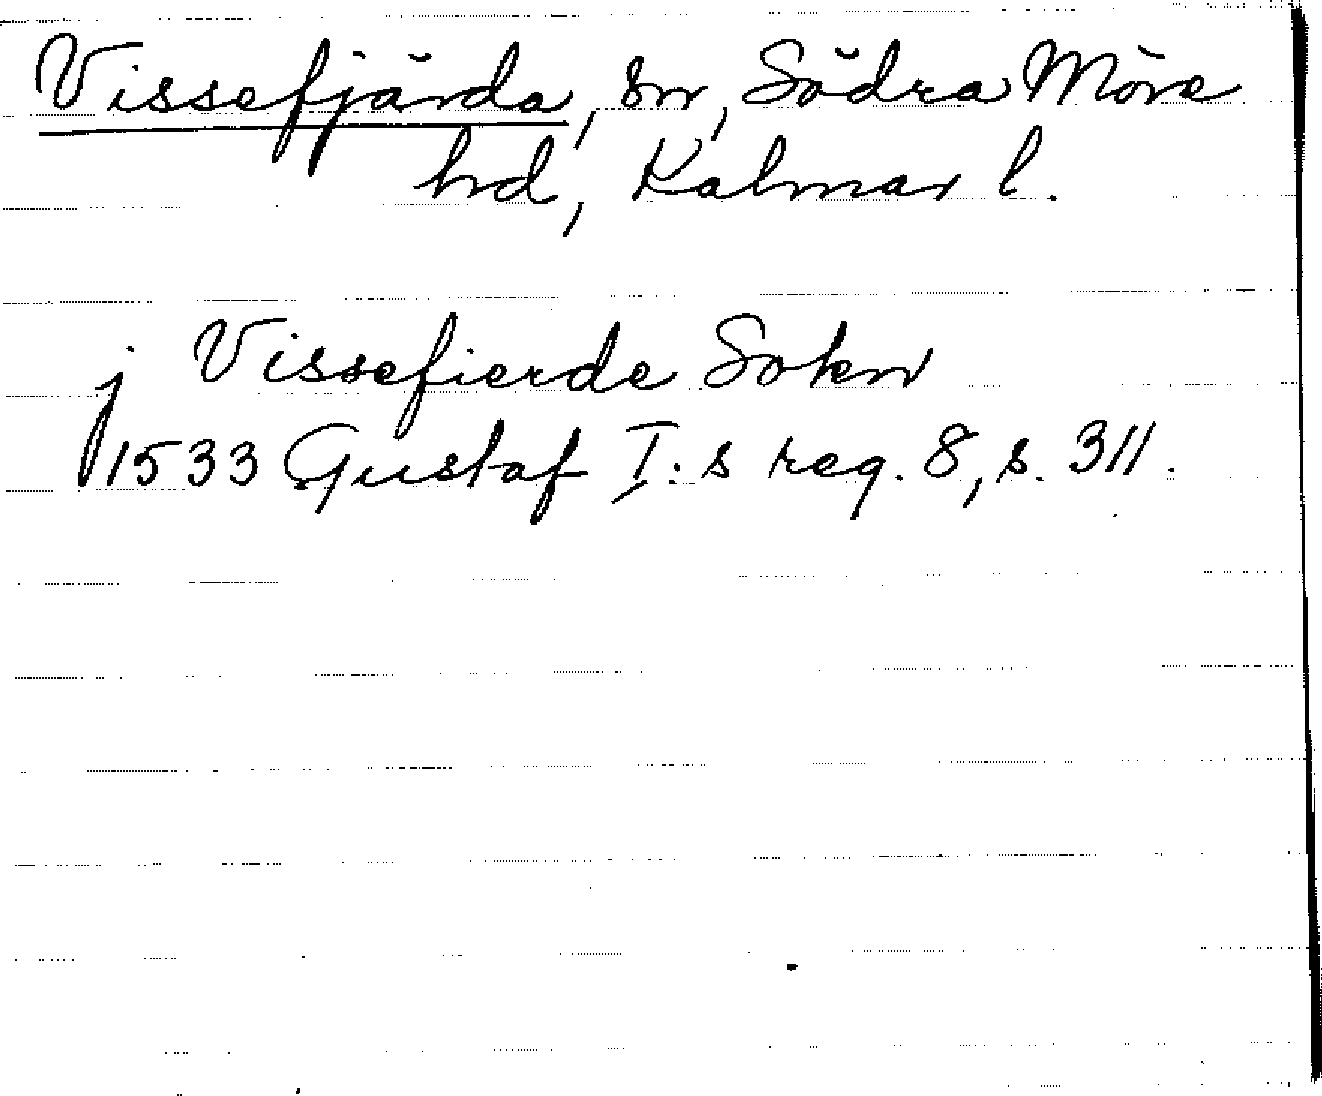 Vissefjärda, sn, Södra Möre
hd, Kalmar l.
j Vissefierde Sokn
1533 Gustaf I:s reg. 8, s. 311.